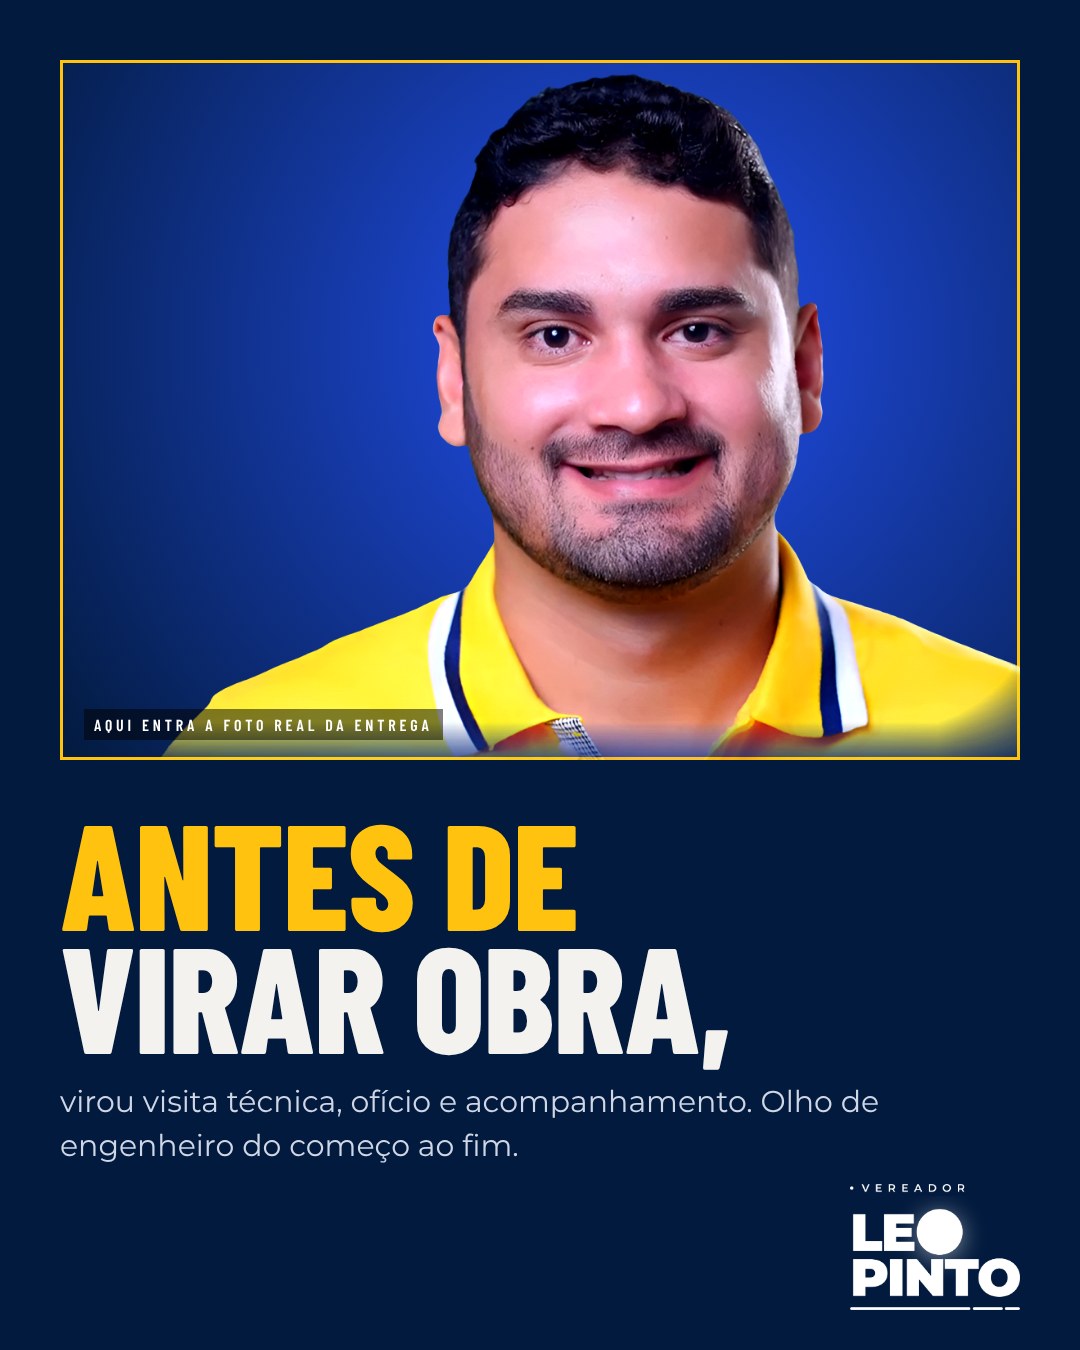 AQUI ENTRA A FOTO REAL DA ENTREGA
ANTES DE
VIRAR OBRA,
virou visita técnica, ofício e acompanhamento. Olho de
engenheiro do começo ao fim.
• VEREADOR
LEO
PINTO